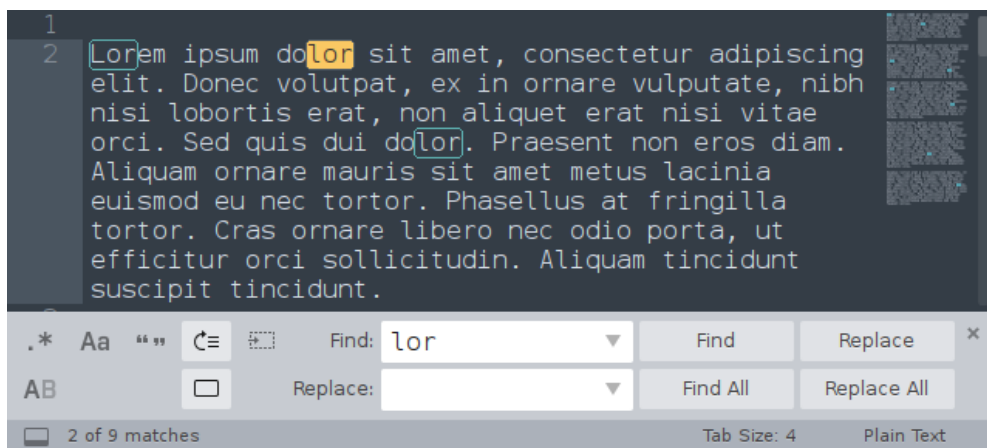 1
2 Lorem ipsum dolor sit amet, consectetur adipiscing
elit. Donec volutpat, ex in ornare vulputate, nibh
nisi lobortis erat, non aliquet erat nisi vitae
orci. Sed quis dui dolor. Praesent non eros diam.
Aliquam ornare mauris sit amet metus lacinia
euismod eu nec tortor. Phasellus at fringilla
tortor. Cras ornare libero nec odio porta, ut
efficitur orci sollicitudin. Aliquam tincidunt
suscipit tincidunt.
.* Aa “” Find: lor Find Replace ×
AB Replace: Find All Replace All
2 of 9 matches Tab Size: 4 Plain Text